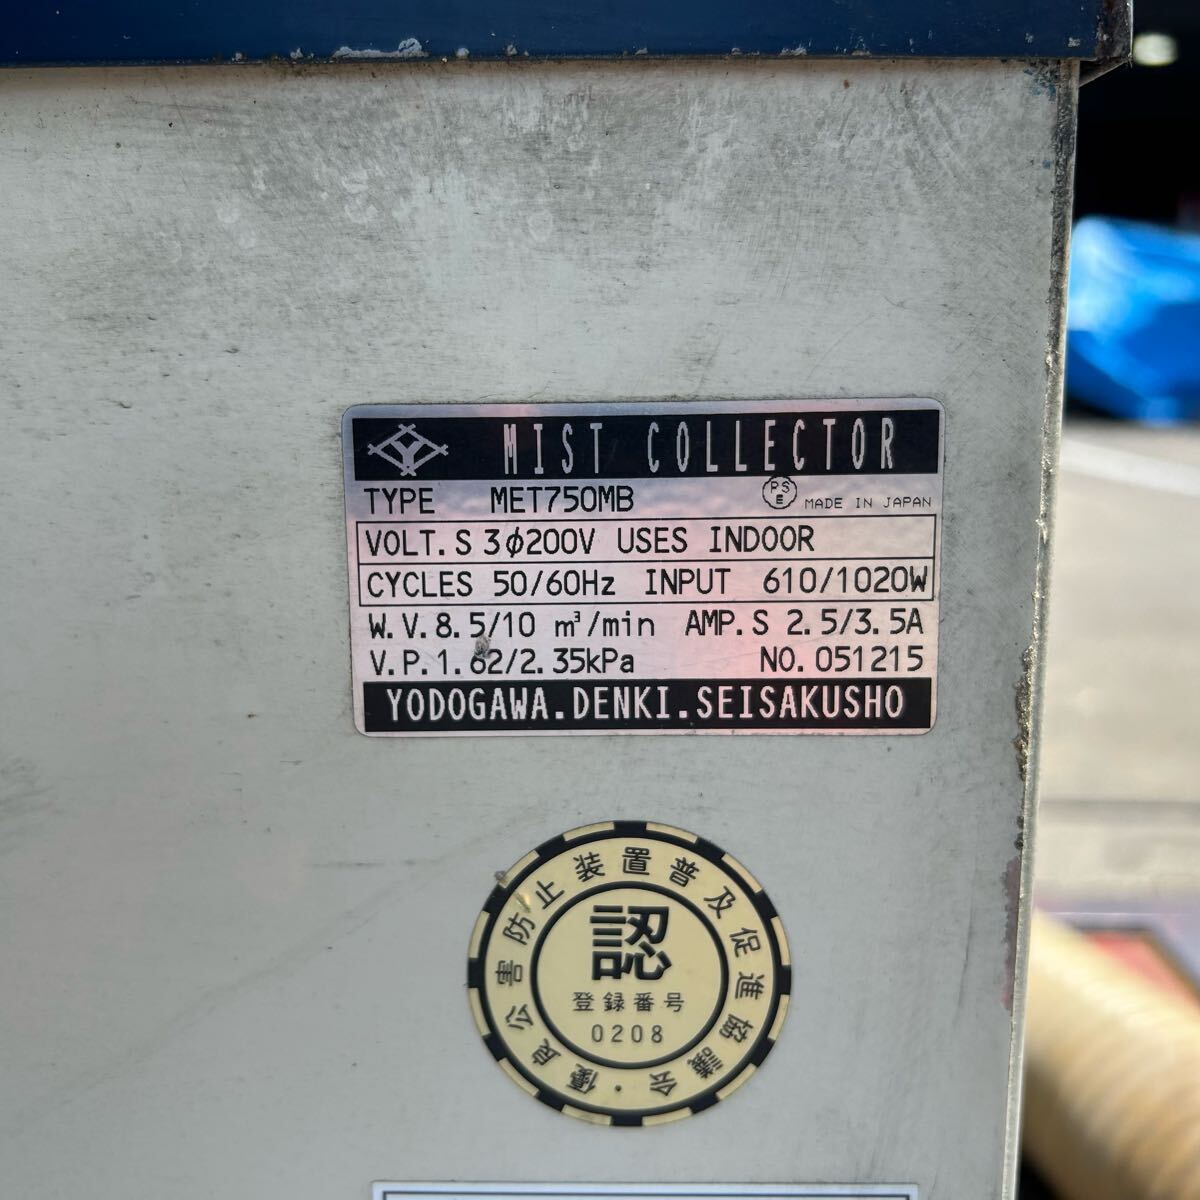 MIST COLLECTOR
TYPE MET750MB PS E MADE IN JAPAN
VOLT.S 3φ200V USES INDOOR
CYCLES 50/60Hz INPUT 610/1020W
W.V.8.5/10 m³/min AMP.S 2.5/3.5A
V.P.1.62/2.35kPa NO.051215
YODOGAWA.DENKI.SEISAKUSHO
優良公害防止装置普及促進協議会・
認
登録番号
0208